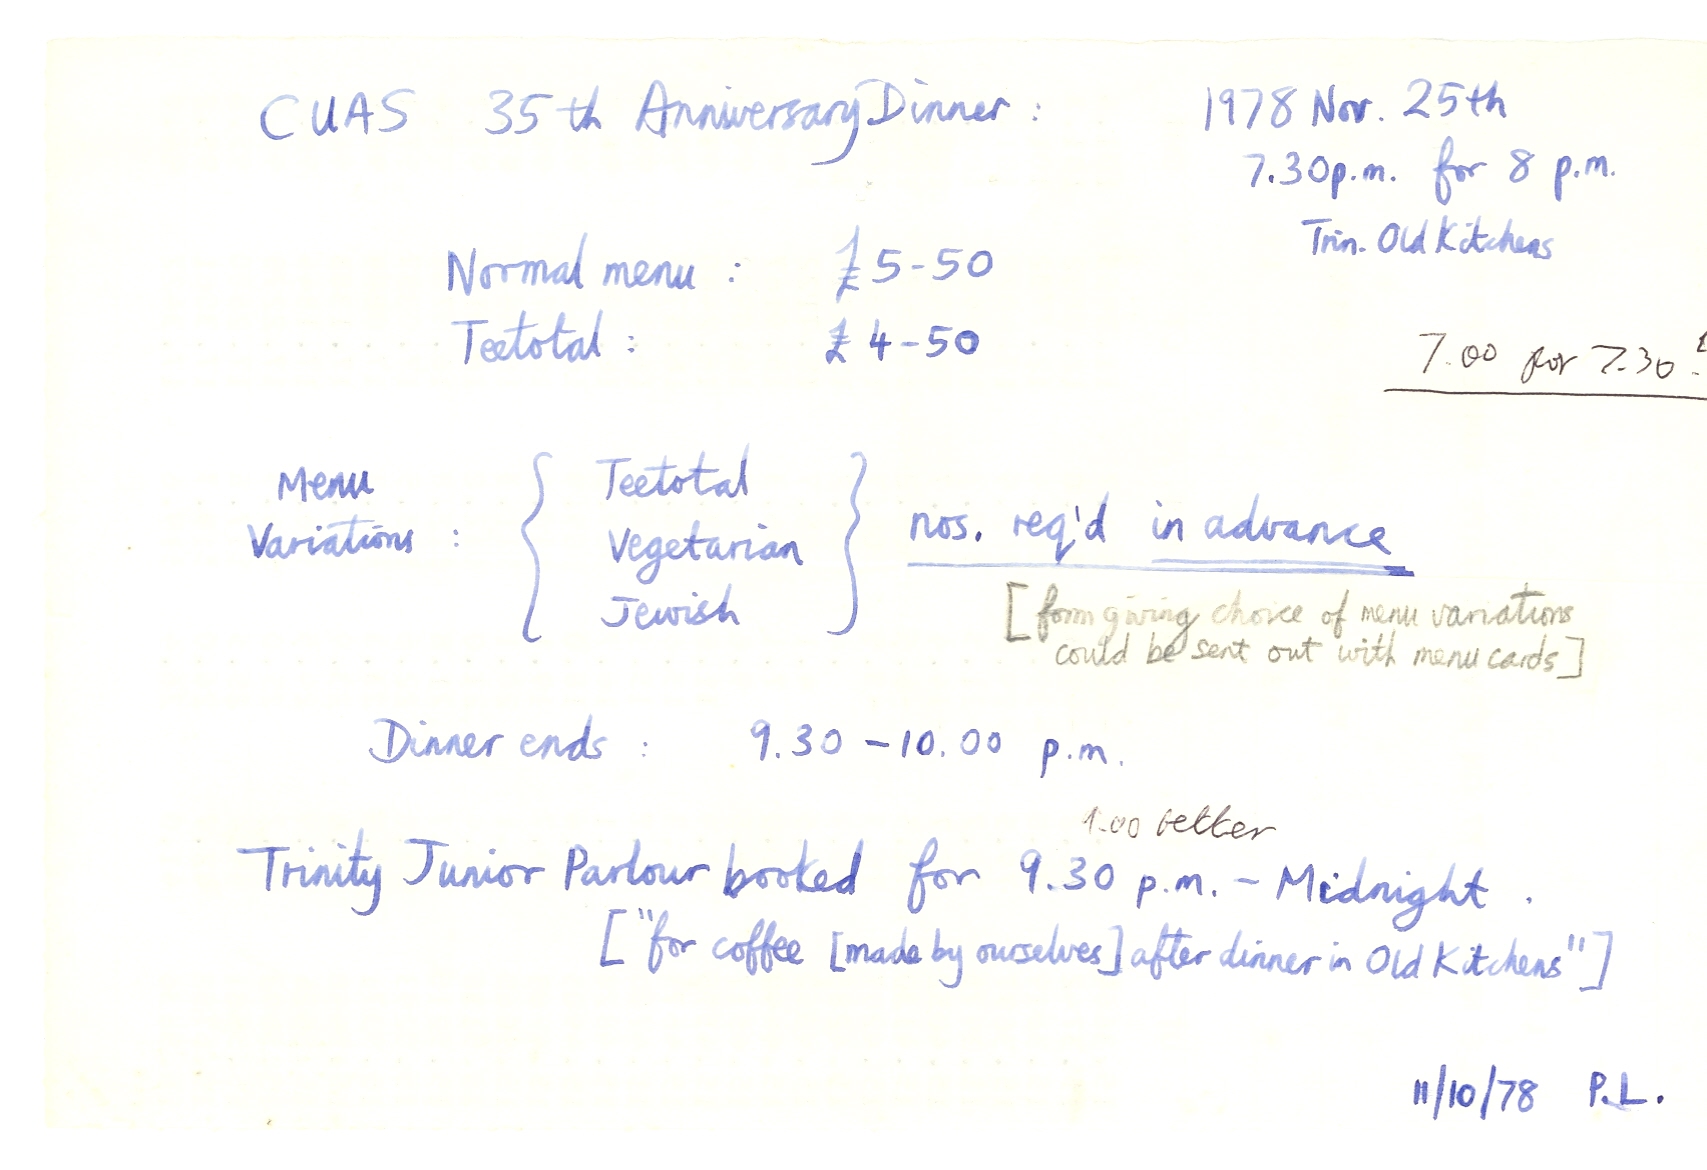 CUAS 35th Anniversary Dinner : 1978 Nov. 25th
7.30p.m. for 8 p.m.
Trin. Old Kitchens
Normal menu : £5-50
Teetotal : £4-50
7.00 for 7.30
Menu
Variations : { Teetotal
Vegetarian
Jewish } nos. req'd in advance
[form giving choice of menu variations
could be sent out with menu cards]
Dinner ends : 9.30 - 10.00 p.m.
1.00 better
Trinity Junior Parlour booked for 9.30 p.m. - Midnight .
["for coffee [made by ourselves] after dinner in Old Kitchens"]
11/10/78 P.L.